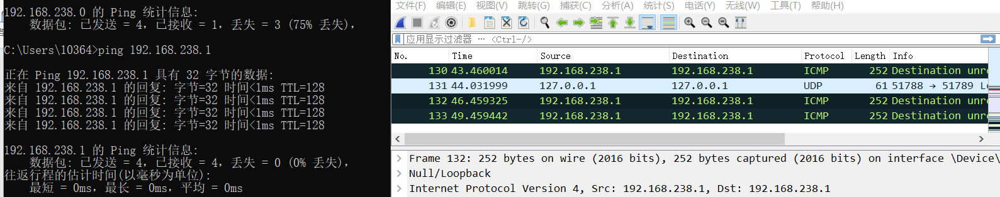 192.168.238.0 的 Ping 统计信息:
数据包: 已发送 = 4，已接收 = 1，丢失 = 3 (75% 丢失)，
C:\Users\10364>ping 192.168.238.1
正在 Ping 192.168.238.1 具有 32 字节的数据:
来自 192.168.238.1 的回复: 字节=32 时间<1ms TTL=128
来自 192.168.238.1 的回复: 字节=32 时间<1ms TTL=128
来自 192.168.238.1 的回复: 字节=32 时间<1ms TTL=128
来自 192.168.238.1 的回复: 字节=32 时间<1ms TTL=128
192.168.238.1 的 Ping 统计信息:
数据包: 已发送 = 4，已接收 = 4，丢失 = 0 (0% 丢失)，
往返行程的估计时间(以毫秒为单位):
最短 = 0ms，最长 = 0ms，平均 = 0ms
文件(F) 编辑(E) 视图(V) 跳转(G) 捕获(C) 分析(A) 统计(S) 电话(Y) 无线(W) 工具(T) 帮助(H)
应用显示过滤器 … <Ctrl-/>
No. Time Source Destination Protocol Length Info
130 43.460014 192.168.238.1 192.168.238.1 ICMP 252 Destination unr
131 44.031999 127.0.0.1 127.0.0.1 UDP 61 51788 → 51789 L
132 46.459325 192.168.238.1 192.168.238.1 ICMP 252 Destination unr
133 49.459442 192.168.238.1 192.168.238.1 ICMP 252 Destination unr
Frame 132: 252 bytes on wire (2016 bits), 252 bytes captured (2016 bits) on interface \Device\
Null/Loopback
Internet Protocol Version 4, Src: 192.168.238.1, Dst: 192.168.238.1